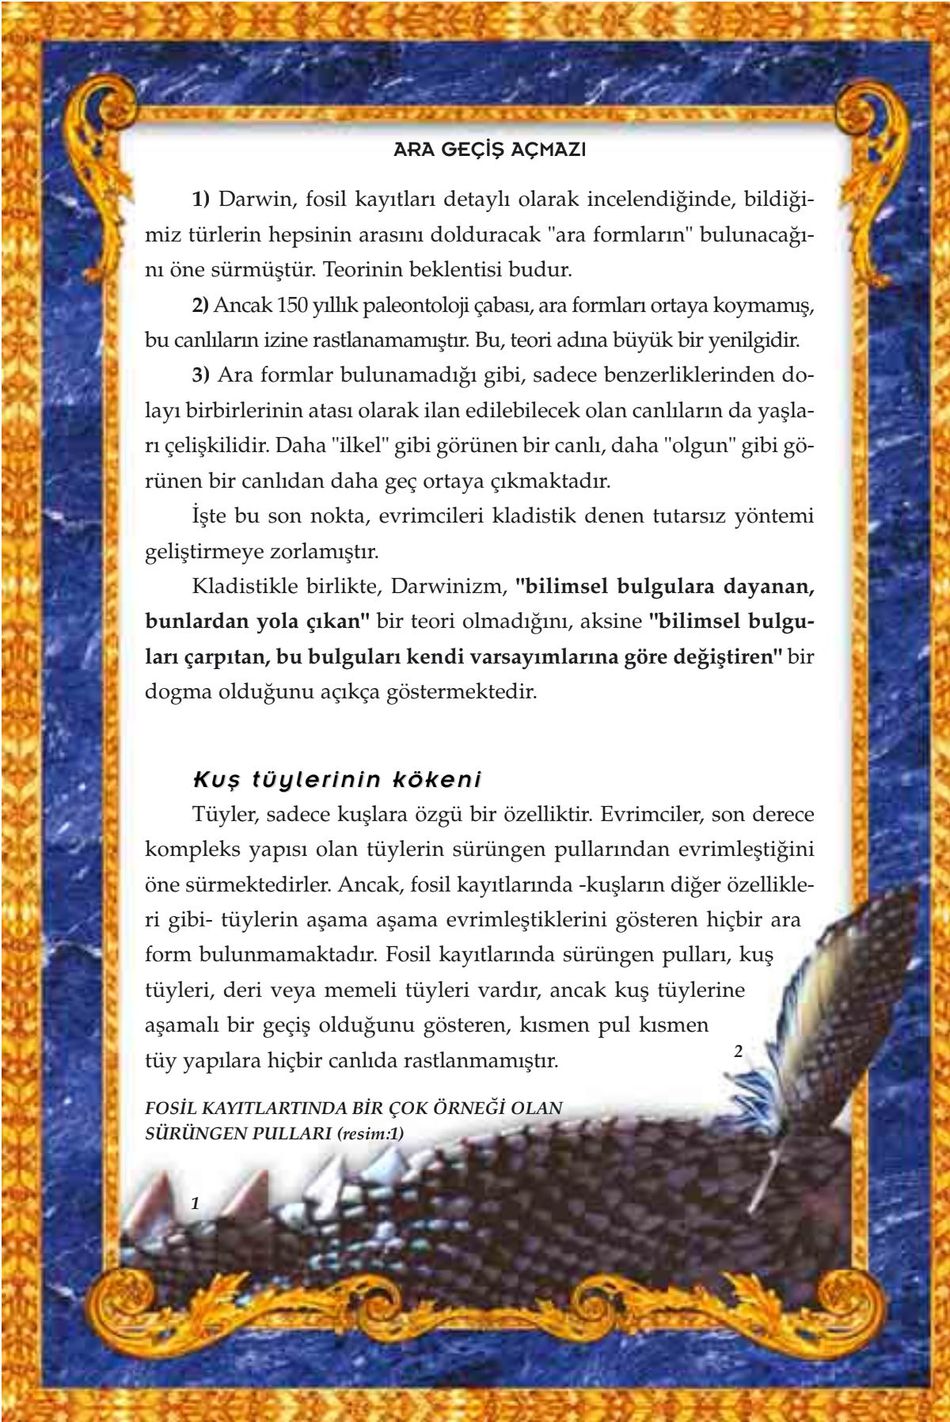 ARA GEÇİŞ AÇMAZI
1) Darwin, fosil kayıtları detaylı olarak incelendiğinde, bildiği-
miz türlerin hepsinin arasını dolduracak "ara formların" bulunacağı-
nı öne sürmüştür. Teorinin beklentisi budur.
2) Ancak 150 yıllık paleontoloji çabası, ara formları ortaya koymamış,
bu canlıların izine rastlanamamıştır. Bu, teori adına büyük bir yenilgidir.
3) Ara formlar bulunamadığı gibi, sadece benzerliklerinden do-
layı birbirlerinin atası olarak ilan edilebilecek olan canlıların da yaşla-
rı çelişkilidir. Daha "ilkel" gibi görünen bir canlı, daha "olgun" gibi gö-
rünen bir canlıdan daha geç ortaya çıkmaktadır.
İşte bu son nokta, evrimcileri kladistik denen tutarsız yöntemi
geliştirmeye zorlamıştır.
Kladistikle birlikte, Darwinizm, "bilimsel bulgulara dayanan,
bunlardan yola çıkan" bir teori olmadığını, aksine "bilimsel bulgu-
ları çarpıtan, bu bulguları kendi varsayımlarına göre değiştiren" bir
dogma olduğunu açıkça göstermektedir.
Kuş tüylerinin kökeni
Tüyler, sadece kuşlara özgü bir özelliktir. Evrimciler, son derece
kompleks yapısı olan tüylerin sürüngen pullarından evrimleştiğini
öne sürmektedirler. Ancak, fosil kayıtlarında -kuşların diğer özellikle-
ri gibi- tüylerin aşama aşama evrimleştiklerini gösteren hiçbir ara
form bulunmamaktadır. Fosil kayıtlarında sürüngen pulları, kuş
tüyleri, deri veya memeli tüyleri vardır, ancak kuş tüylerine
aşamalı bir geçiş olduğunu gösteren, kısmen pul kısmen
tüy yapılara hiçbir canlıda rastlanmamıştır.
2
FOSİL KAYITLARTINDA BİR ÇOK ÖRNEĞİ OLAN
SÜRÜNGEN PULLARI (resim:1)
1